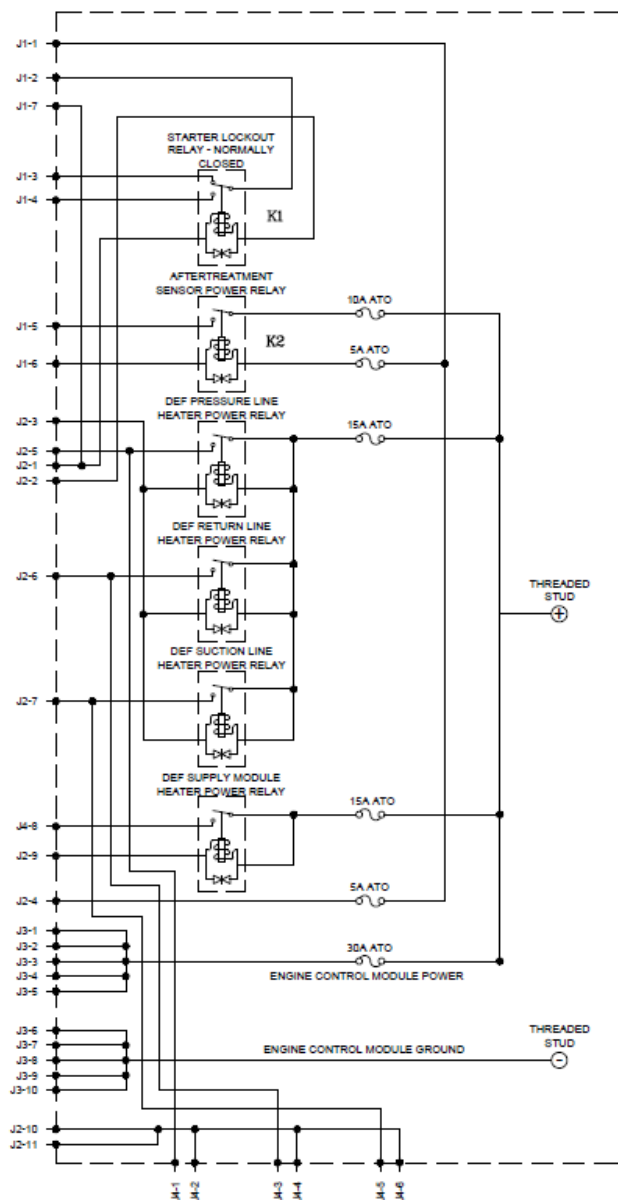 J1-1
J1-2
J1-7
STARTER LOCKOUT
RELAY - NORMALLY
CLOSED
J1-3
J1-4
K1
AFTERTREATMENT
SENSOR POWER RELAY
10A ATO
J1-5
K2
5A ATO
J1-6
DEF PRESSURE LINE
HEATER POWER RELAY
15A ATO
J2-3
J2-5
J2-1
J2-2
DEF RETURN LINE
HEATER POWER RELAY
J2-6
THREADED
STUD
+
DEF SUCTION LINE
HEATER POWER RELAY
J2-7
DEF SUPPLY MODULE
HEATER POWER RELAY
15A ATO
J4-8
J2-9
5A ATO
J2-4
J3-1
J3-2
30A ATO
J3-3
ENGINE CONTROL MODULE POWER
J3-4
J3-5
J3-6
THREADED
STUD
J3-7
ENGINE CONTROL MODULE GROUND
J3-8
-
J3-9
J3-10
J2-10
J2-11
J4-1
J4-2
J4-3
J4-4
J4-5
J4-6